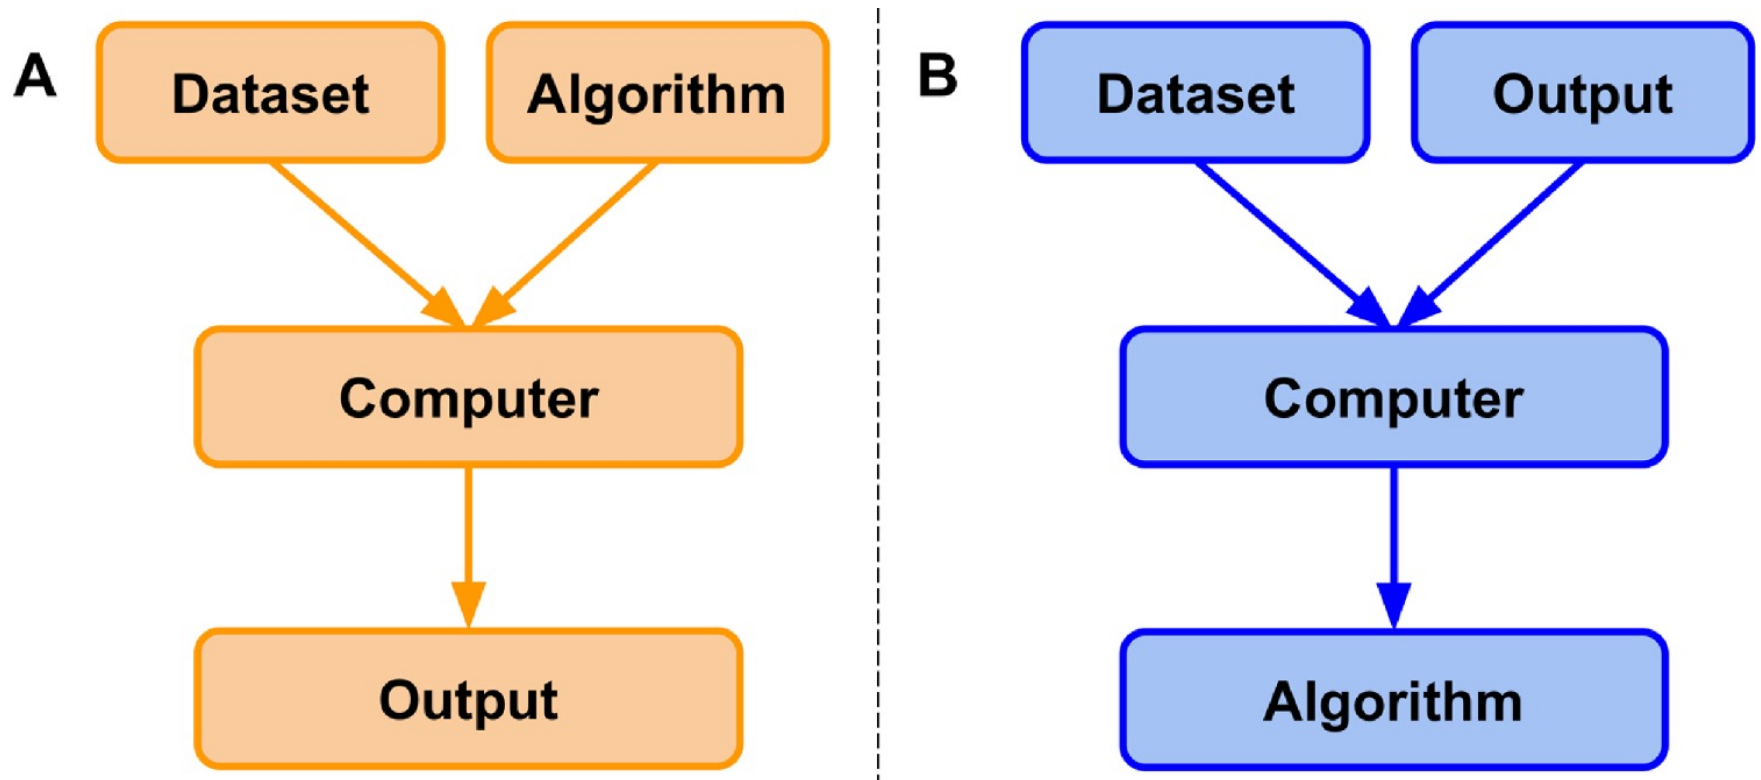 A
Dataset
Algorithm
Computer
Output
B
Dataset
Output
Computer
Algorithm